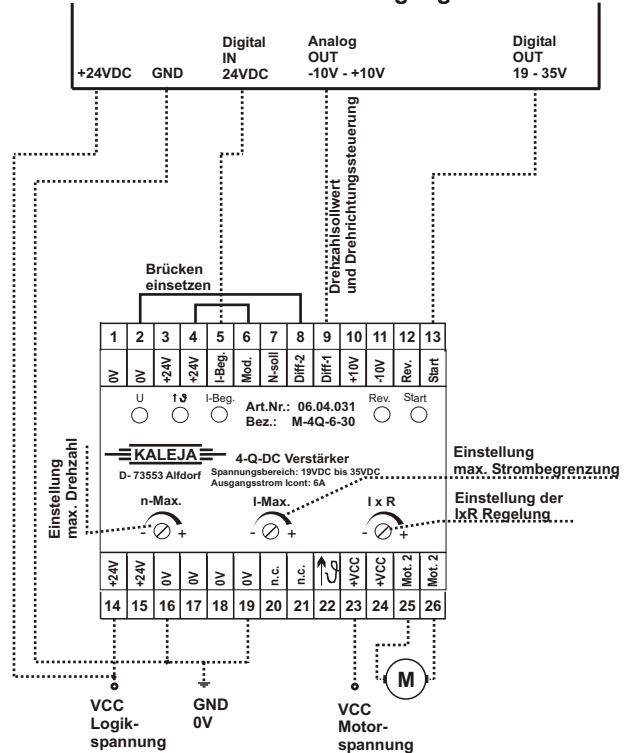 +24VDC GND Digital IN 24VDC Analog OUT -10V - +10V Digital OUT 19 - 35V
Drehzahlsollwert
und Drehrichtungssteuerung
Brücken
einsetzen
1 2 3 4 5 6 7 8 9 10 11 12 13
0V 0V +24V +24V I-Beg. Mod. N-soll Diff-2 Diff-1 +10V -10V Rev. Start
U ↑ϑ I-Beg. Rev. Start
Art.Nr.: 06.04.031
Bez.: M-4Q-6-30
KALEJA
D- 73553 Alfdorf
4-Q-DC Verstärker
Spannungsbereich: 19VDC bis 35VDC
Ausgangsstrom Icont: 6A
Einstellung
max. Drehzahl
n-Max. I-Max. I x R
- + - + - +
Einstellung
max. Strombegrenzung
Einstellung der
IxR Regelung
+24V +24V 0V 0V 0V 0V n.c. n.c. ↑ϑ +VCC +VCC Mot. 2 Mot. 2
14 15 16 17 18 19 20 21 22 23 24 25 26
M
VCC
Logik-
spannung
GND
0V
VCC
Motor-
spannung